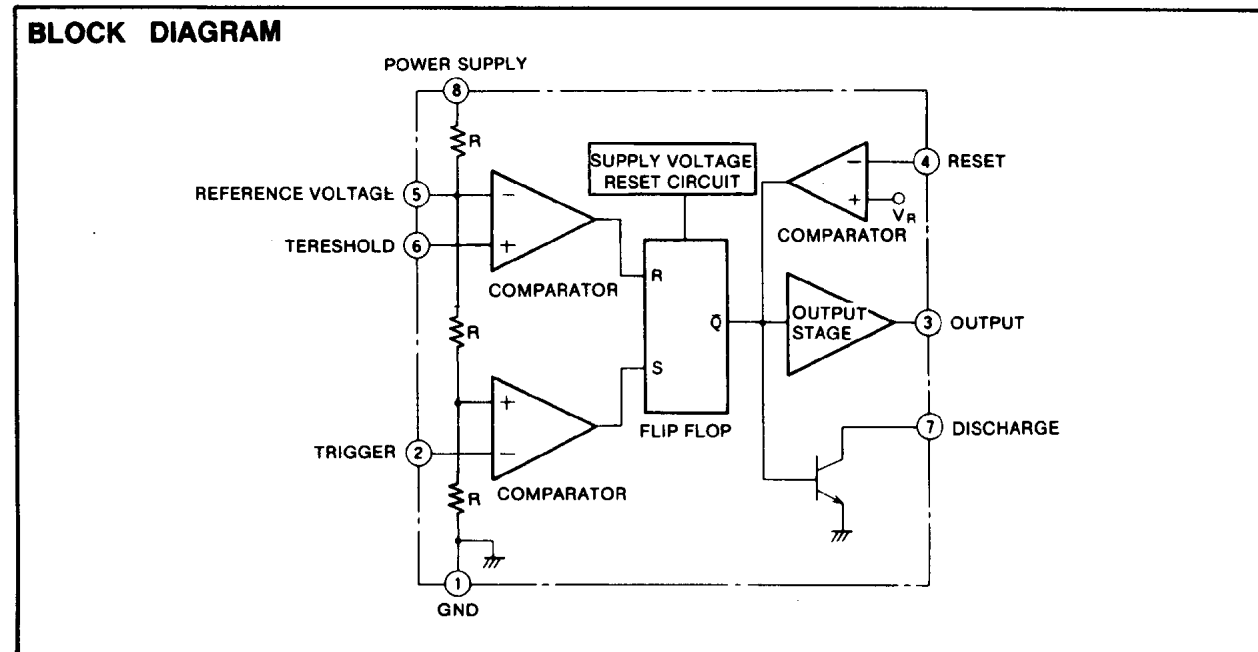 BLOCK DIAGRAM
POWER SUPPLY
8
R
SUPPLY VOLTAGE
RESET CIRCUIT
−
4 RESET
REFERENCE VOLTAGE 5
−
+
VR
TERESHOLD 6
+
COMPARATOR
COMPARATOR
R
R
Q̄
OUTPUT
STAGE
3 OUTPUT
S
+
FLIP FLOP
7 DISCHARGE
TRIGGER 2
−
R
COMPARATOR
1
GND